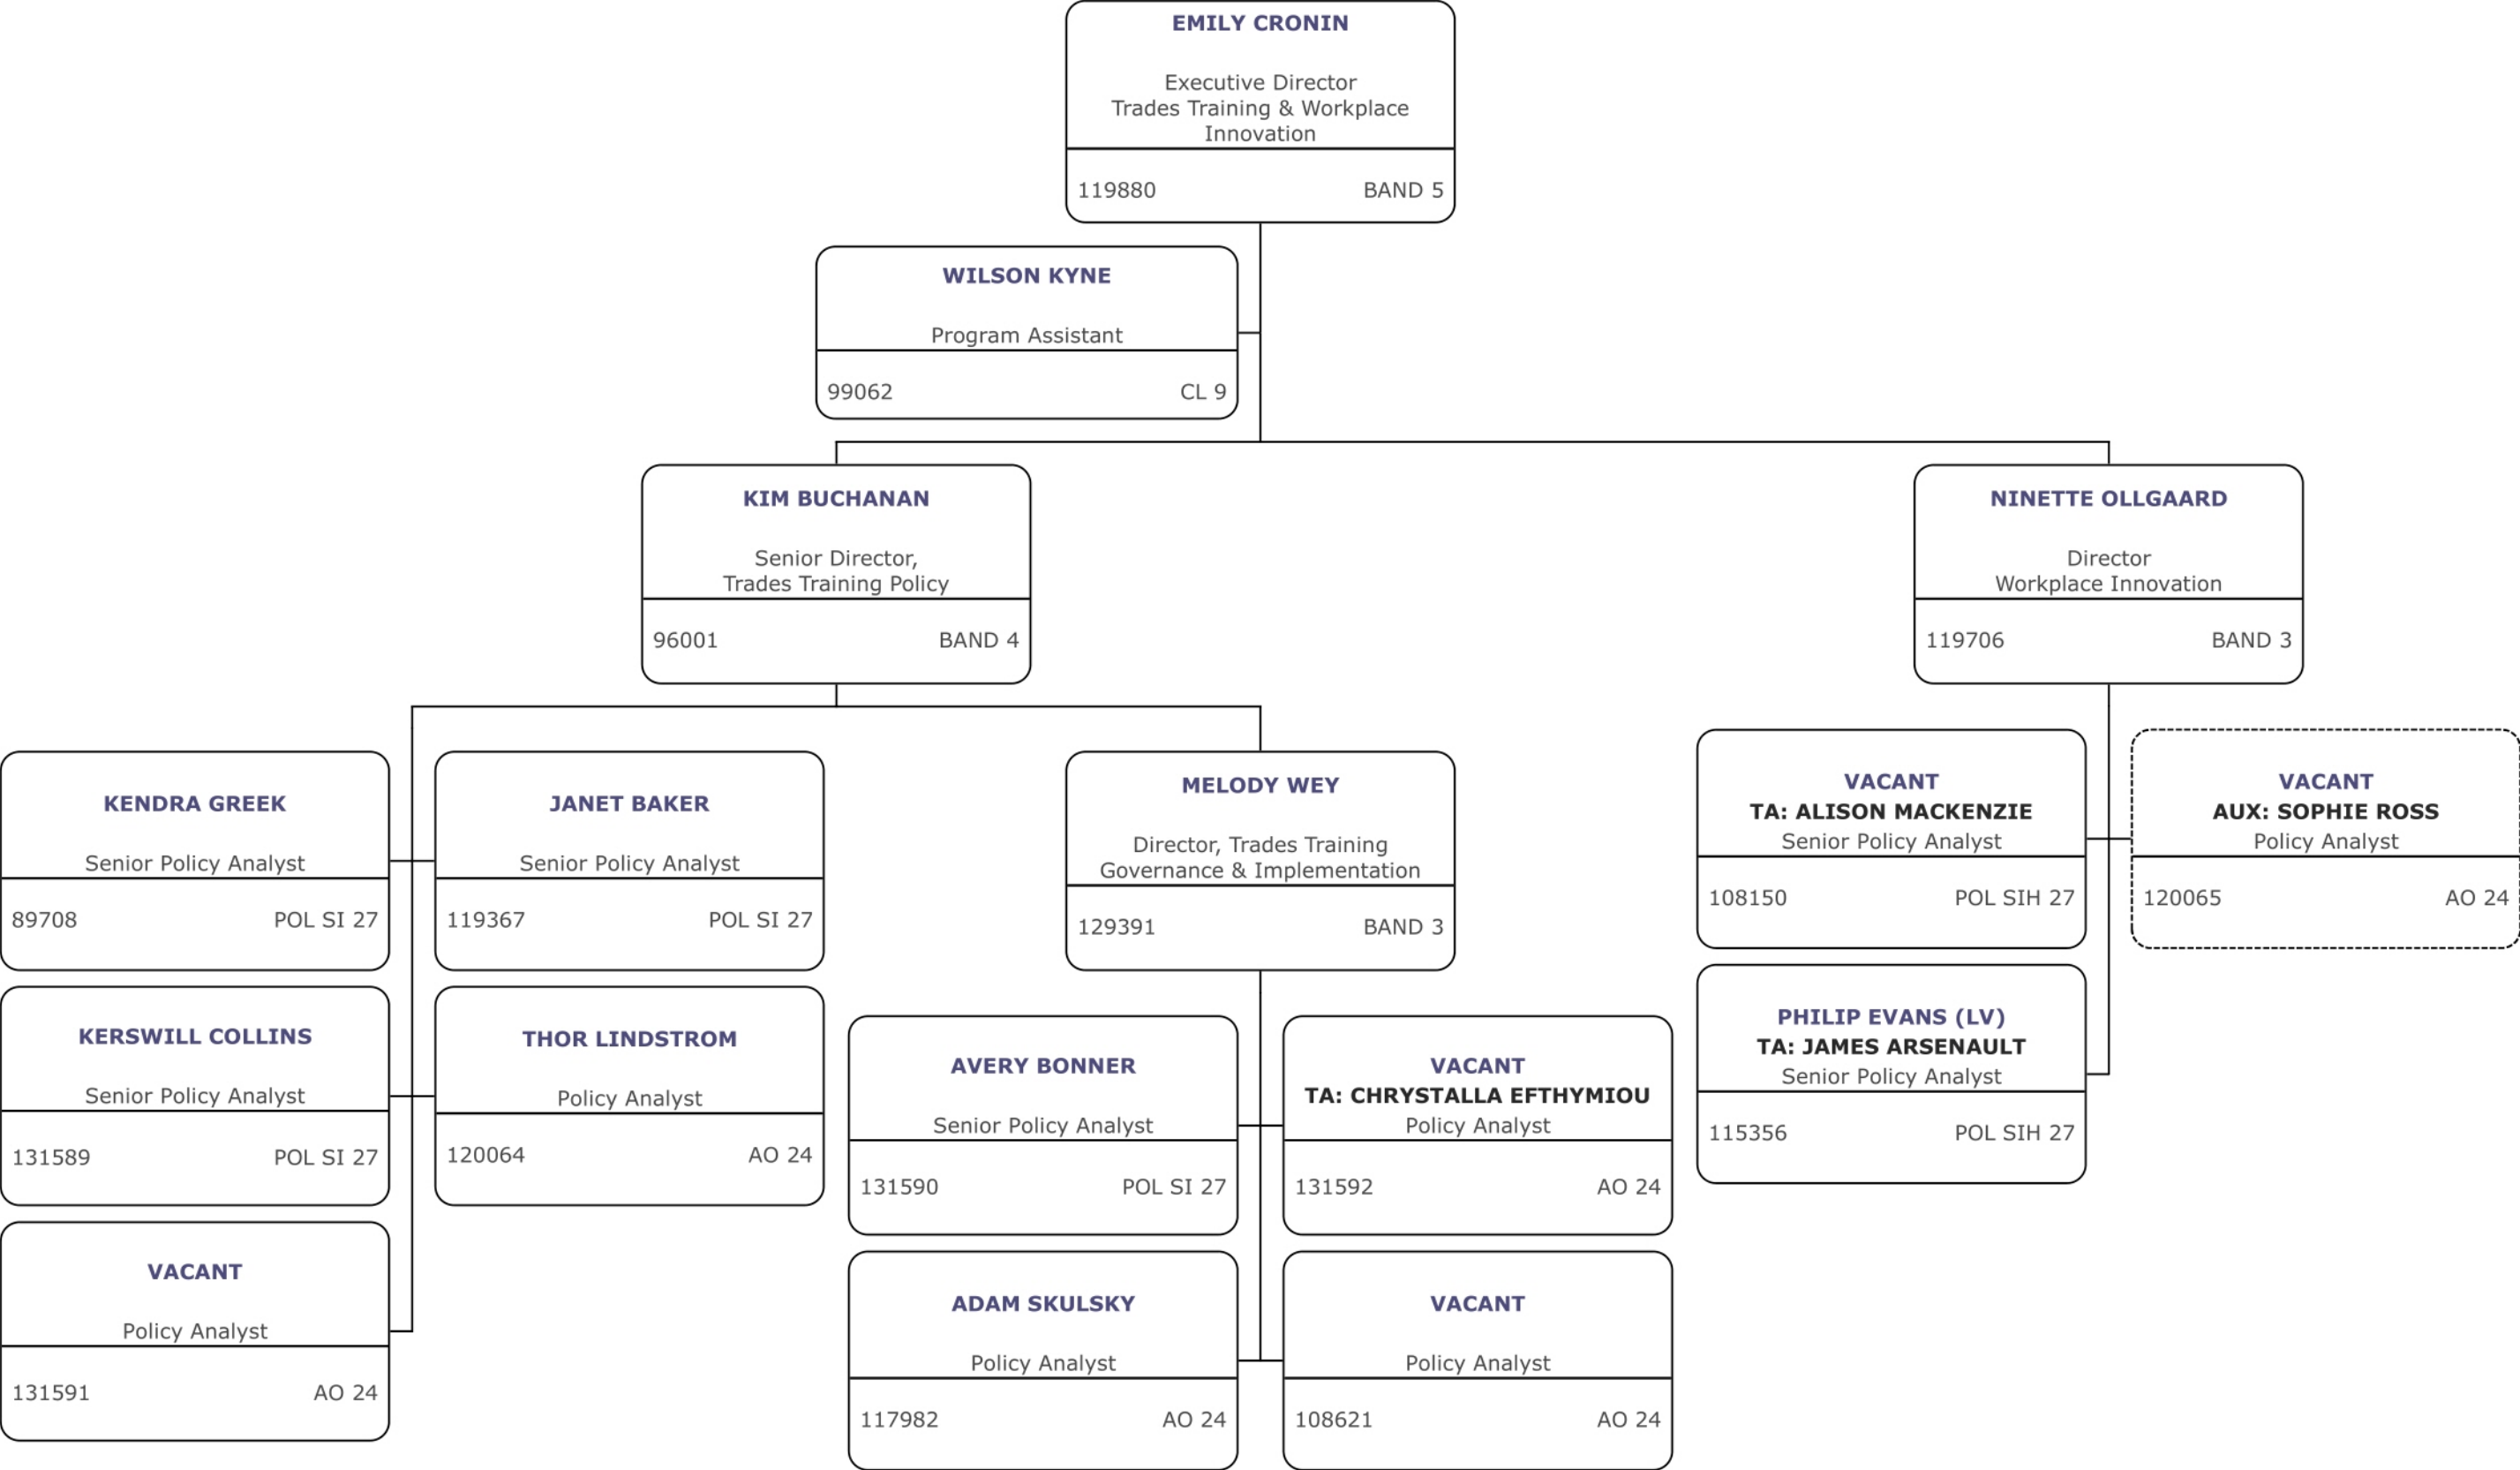 EMILY CRONIN
Executive Director
Trades Training & Workplace
Innovation
119880 BAND 5
WILSON KYNE
Program Assistant
99062 CL 9
KIM BUCHANAN
Senior Director,
Trades Training Policy
96001 BAND 4
NINETTE OLLGAARD
Director
Workplace Innovation
119706 BAND 3
KENDRA GREEK
Senior Policy Analyst
89708 POL SI 27
JANET BAKER
Senior Policy Analyst
119367 POL SI 27
MELODY WEY
Director, Trades Training
Governance & Implementation
129391 BAND 3
VACANT
TA: ALISON MACKENZIE
Senior Policy Analyst
108150 POL SIH 27
VACANT
AUX: SOPHIE ROSS
Policy Analyst
120065 AO 24
KERSWILL COLLINS
Senior Policy Analyst
131589 POL SI 27
THOR LINDSTROM
Policy Analyst
120064 AO 24
AVERY BONNER
Senior Policy Analyst
131590 POL SI 27
VACANT
TA: CHRYSTALLA EFTHYMIOU
Policy Analyst
131592 AO 24
PHILIP EVANS (LV)
TA: JAMES ARSENAULT
Senior Policy Analyst
115356 POL SIH 27
VACANT
Policy Analyst
131591 AO 24
ADAM SKULSKY
Policy Analyst
117982 AO 24
VACANT
Policy Analyst
108621 AO 24